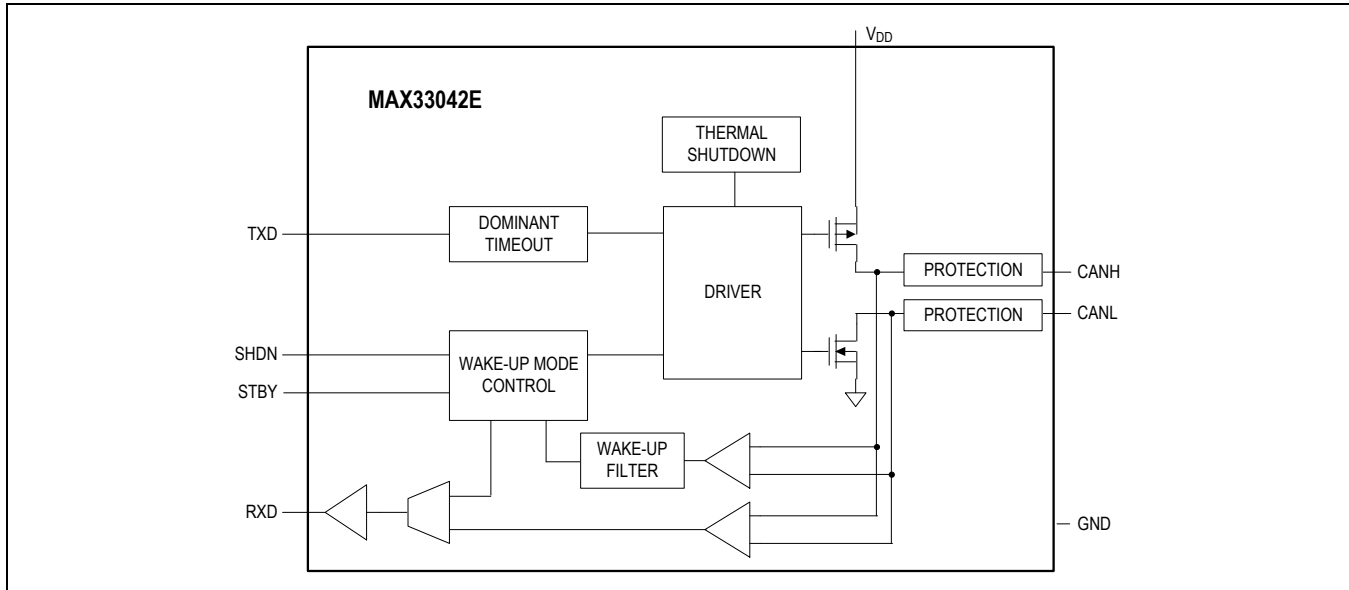 VDD
MAX33042E
THERMAL
SHUTDOWN
TXD
DOMINANT
TIMEOUT
DRIVER
PROTECTION
CANH
PROTECTION
CANL
SHDN
STBY
WAKE-UP MODE
CONTROL
WAKE-UP
FILTER
RXD
GND